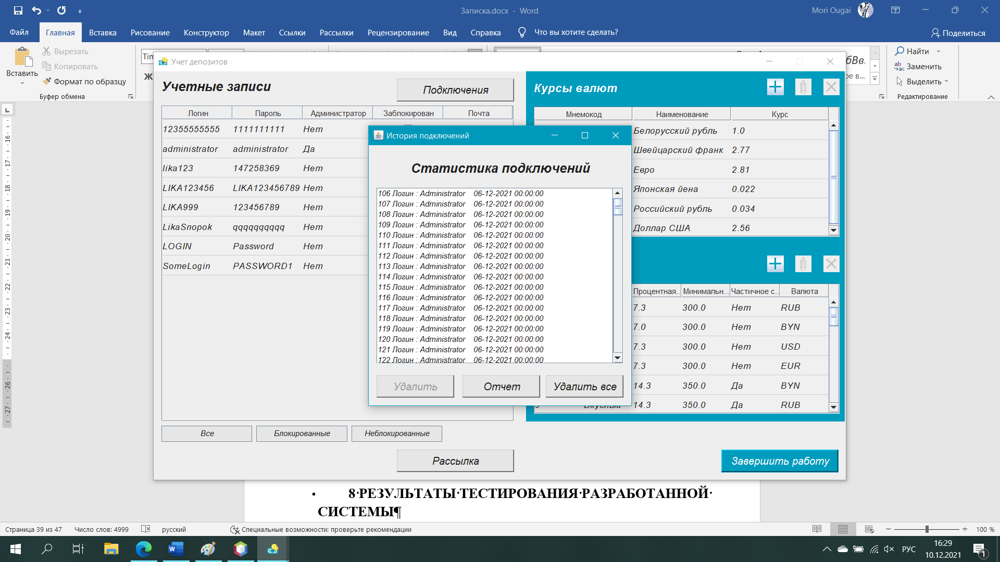 Записка.docx - Word
Mori Ougai
Файл
Главная
Вставка
Рисование
Конструктор
Макет
Ссылки
Рассылки
Рецензирование
Вид
Справка
Что вы хотите сделать?
Поделиться
Вставить
Вырезать
Копировать
Формат по образцу
Буфер обмена
Tim
Ж
Найти
Заменить
Выделить
Редактирование
Учет депозитов
Учетные записи
Подключения
Логин Пароль Администратор Заблокирован Почта
12355555555 1111111111 Нет
administrator administrator Да
lika123 147258369 Нет
LIKA123456 LIKA123456789 Нет
LIKA999 123456789 Нет
LikaSnopok qqqqqqqqqq Нет
LOGIN Password Нет
SomeLogin PASSWORD1 Нет
Все
Блокированные
Неблокированные
Рассылка
Завершить работу
Курсы валют
Мнемокод Наименование Курс
Белорусский рубль 1.0
Швейцарский франк 2.77
Евро 2.81
Японская йена 0.022
Российский рубль 0.034
Доллар США 2.56
Процентная... Минимальн... Частичное с... Валюта
7.3 300.0 Нет RUB
7.0 300.0 Нет BYN
7.3 300.0 Нет USD
7.3 300.0 Нет EUR
14.3 350.0 Да BYN
14.3 350.0 Да RUB
История подключений
Статистика подключений
106 Логин : Administrator 06-12-2021 00:00:00
107 Логин : Administrator 06-12-2021 00:00:00
108 Логин : Administrator 06-12-2021 00:00:00
109 Логин : Administrator 06-12-2021 00:00:00
110 Логин : Administrator 06-12-2021 00:00:00
111 Логин : Administrator 06-12-2021 00:00:00
112 Логин : Administrator 06-12-2021 00:00:00
113 Логин : Administrator 06-12-2021 00:00:00
114 Логин : Administrator 06-12-2021 00:00:00
115 Логин : Administrator 06-12-2021 00:00:00
116 Логин : Administrator 06-12-2021 00:00:00
117 Логин : Administrator 06-12-2021 00:00:00
118 Логин : Administrator 06-12-2021 00:00:00
119 Логин : Administrator 06-12-2021 00:00:00
120 Логин : Administrator 06-12-2021 00:00:00
121 Логин : Administrator 06-12-2021 00:00:00
122 Логин : Administrator 06-12-2021 00:00:00
Удалить
Отчет
Удалить все
8·РЕЗУЛЬТАТЫ·ТЕСТИРОВАНИЯ·РАЗРАБОТАННОЙ·
СИСТЕМЫ¶
Страница 39 из 47
Число слов: 4999
русский
Специальные возможности: проверьте рекомендации
100 %
РУС
16:29
10.12.2021
1